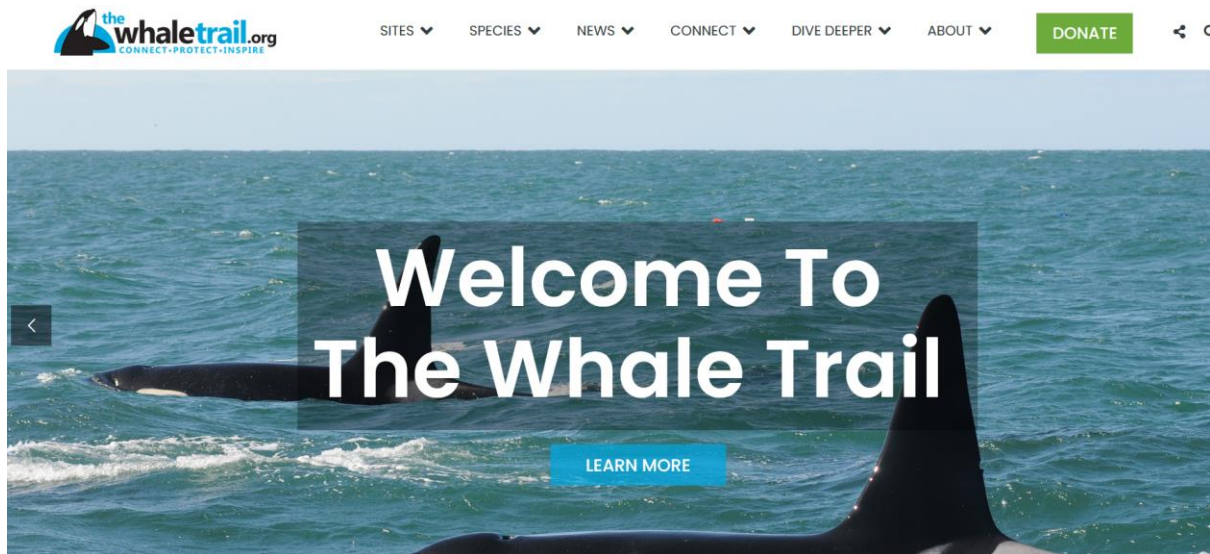 the
whaletrail.org
CONNECT•PROTECT•INSPIRE
SITES
SPECIES
NEWS
CONNECT
DIVE DEEPER
ABOUT
DONATE
Welcome To
The Whale Trail
LEARN MORE